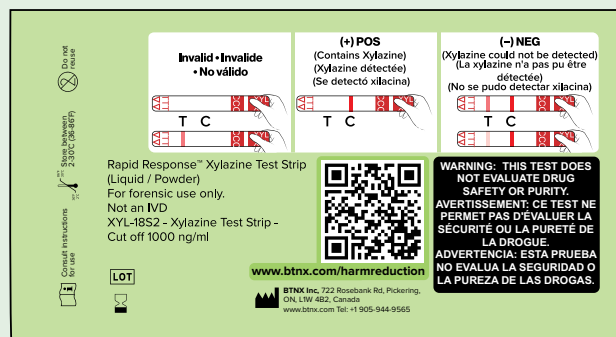 Do not
reuse
Store between
2-30°C (36-86°F)
Consult instructions
for use
Invalid • Invalide
• No válido
T C
(+) POS
(Contains Xylazine)
(Xylazine détectée)
(Se detectó xilacina)
T C
(–) NEG
(Xylazine could not be detected)
(La xylazine n'a pas pu être
détectée)
(No se pudo detectar xilacina)
T C
Rapid Response™ Xylazine Test Strip
(Liquid / Powder)
For forensic use only.
Not an IVD
XYL-18S2 - Xylazine Test Strip -
Cut off 1000 ng/ml
LOT
www.btnx.com/harmreduction
BTNX Inc, 722 Rosebank Rd, Pickering,
ON, L1W 4B2, Canada
www.btnx.com Tel: +1 905-944-9565
WARNING: THIS TEST DOES
NOT EVALUATE DRUG
SAFETY OR PURITY.
AVERTISSEMENT: CE TEST NE
PERMET PAS D'ÉVALUER LA
SÉCURITÉ OU LA PURETÉ DE
LA DROGUE.
ADVERTENCIA: ESTA PRUEBA
NO EVALUA LA SEGURIDAD O
LA PUREZA DE LAS DROGAS.